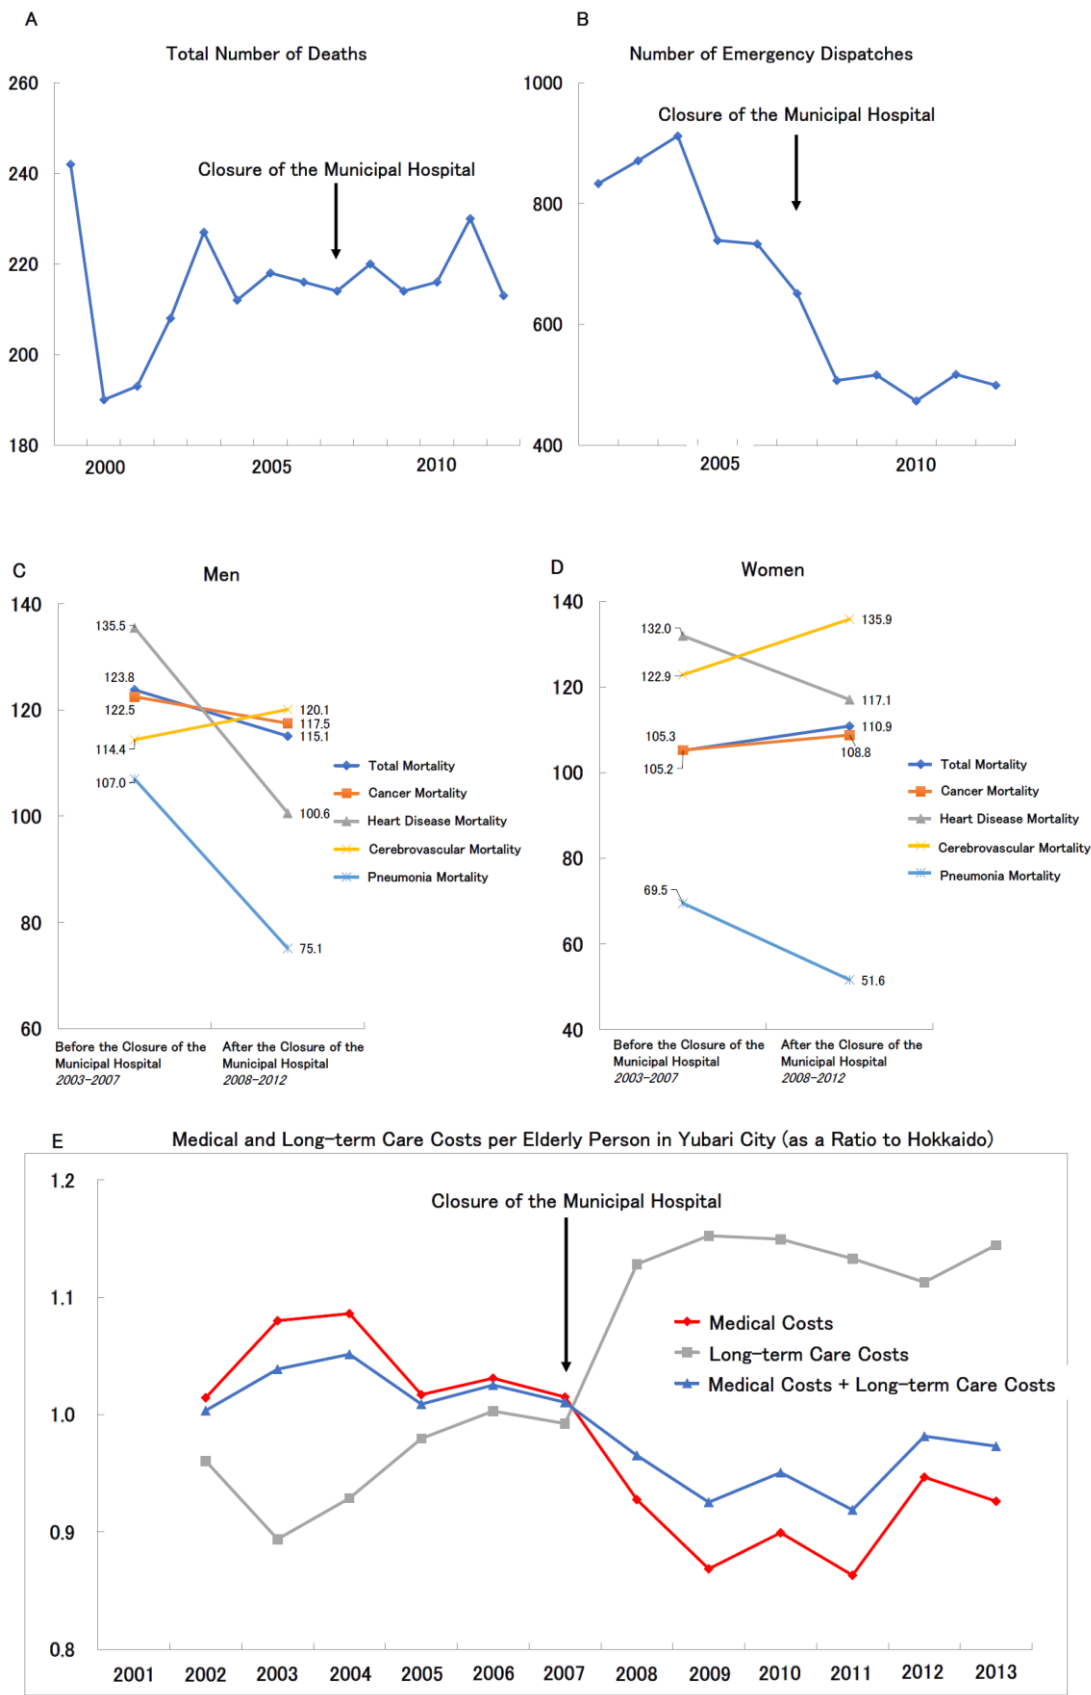 A
Total Number of Deaths
260
240
220
200
180
Closure of the Municipal Hospital
2000
2005
2010
B
Number of Emergency Dispatches
1000
800
600
400
Closure of the Municipal Hospital
2005
2010
C
Men
140
120
100
80
60
135.5
123.8
122.5
114.4
107.0
120.1
117.5
115.1
100.6
75.1
Total Mortality
Cancer Mortality
Heart Disease Mortality
Cerebrovascular Mortality
Pneumonia Mortality
Before the Closure of the
Municipal Hospital
2003-2007
After the Closure of the
Municipal Hospital
2008-2012
D
Women
140
120
100
80
60
40
132.0
122.9
105.3
105.2
69.5
135.9
117.1
110.9
108.8
51.6
Total Mortality
Cancer Mortality
Heart Disease Mortality
Cerebrovascular Mortality
Pneumonia Mortality
Before the Closure of the
Municipal Hospital
2003-2007
After the Closure of the
Municipal Hospital
2008-2012
E
Medical and Long-term Care Costs per Elderly Person in Yubari City (as a Ratio to Hokkaido)
1.2
1.1
1.0
0.9
0.8
Closure of the Municipal Hospital
Medical Costs
Long-term Care Costs
Medical Costs + Long-term Care Costs
2001 2002 2003 2004 2005 2006 2007 2008 2009 2010 2011 2012 2013